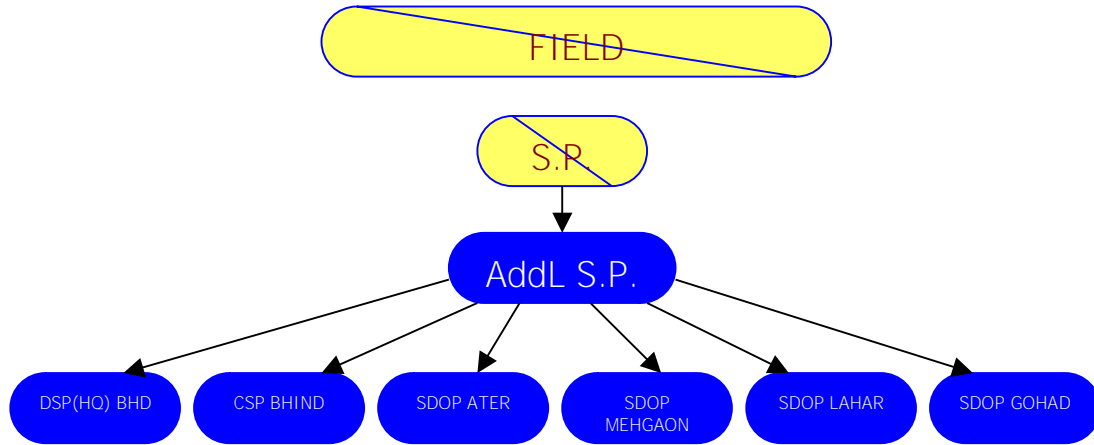 FIELD
S.P.
AddL S.P.
DSP(HQ) BHD
CSP BHIND
SDOP ATER
SDOP
MEHGAON
SDOP LAHAR
SDOP GOHAD